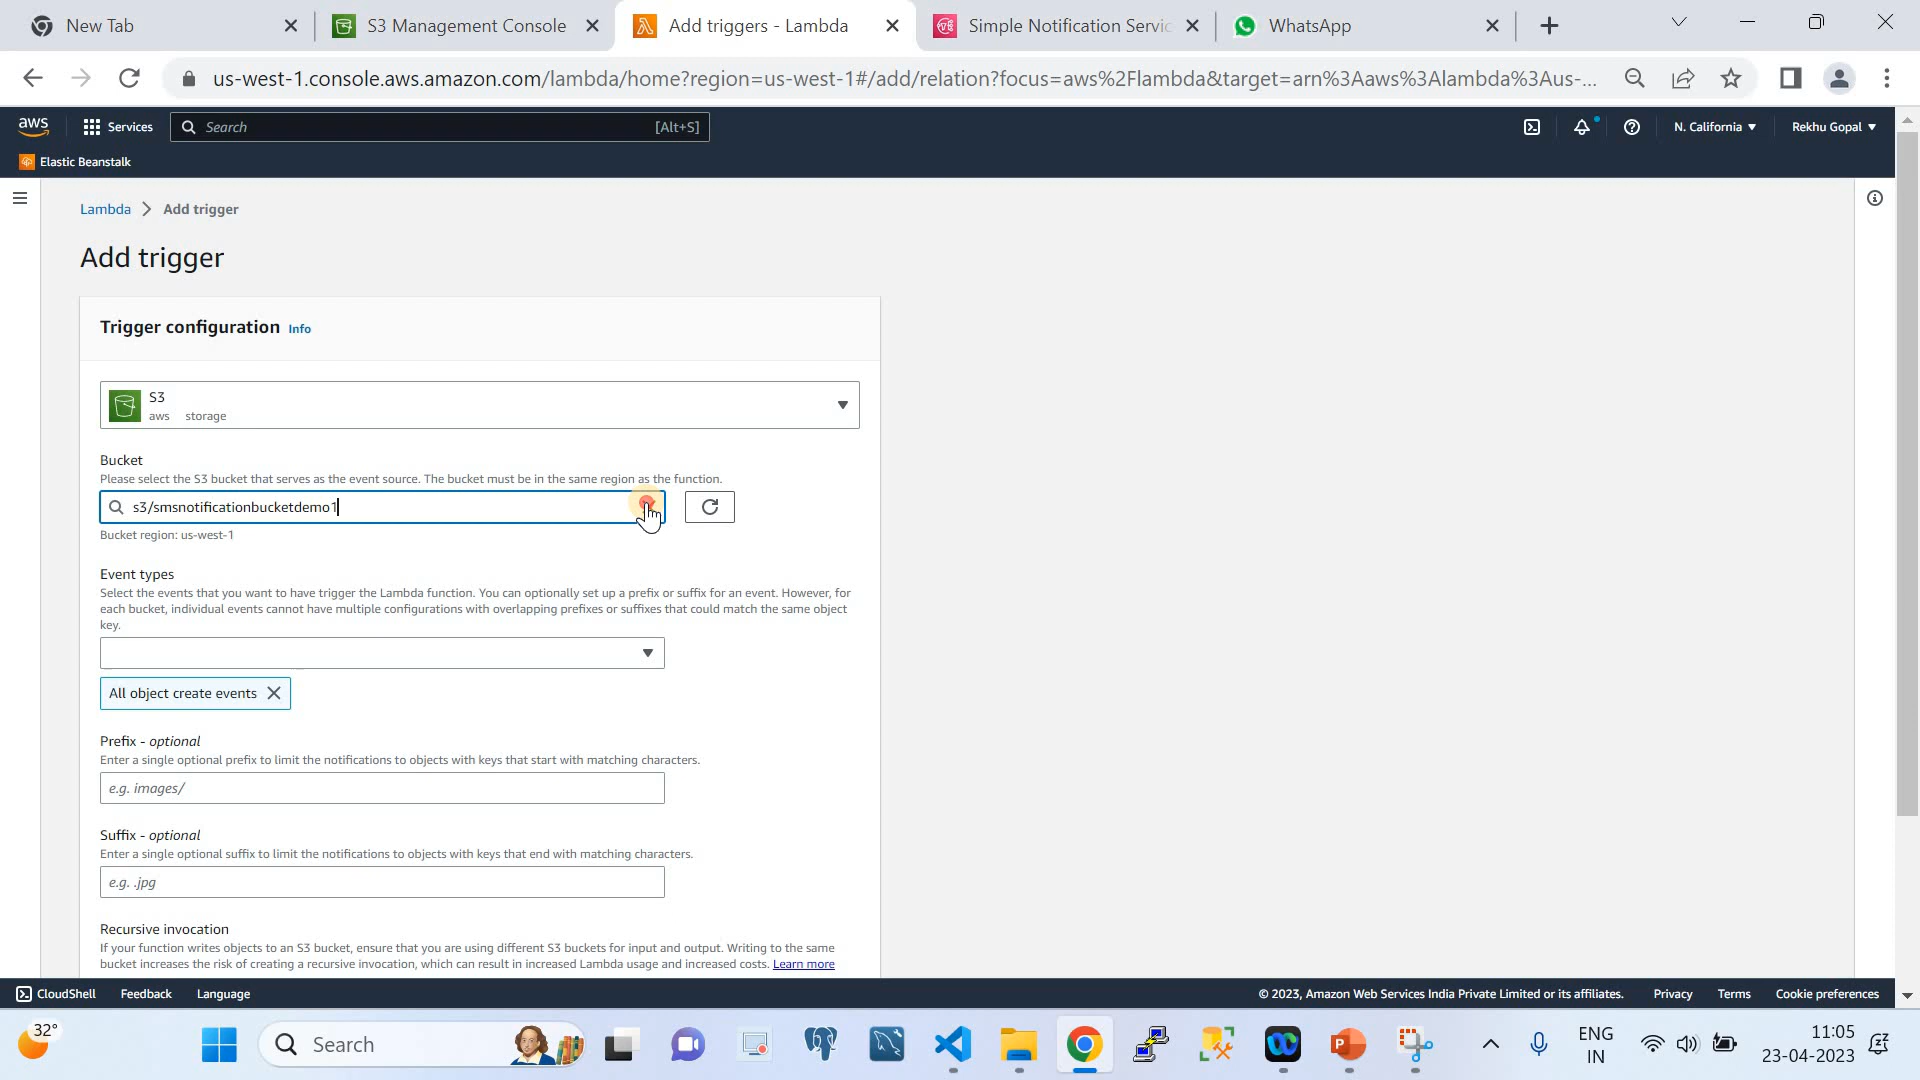 New Tab
S3 Management Console
Add triggers - Lambda
Simple Notification Servic
WhatsApp
us-west-1.console.aws.amazon.com/lambda/home?region=us-west-1#/add/relation?focus=aws%2Flambda&target=arn%3Aaws%3Alambda%3Aus-...
aws
Services
Search
[Alt+S]
N. California
Rekhu Gopal
Elastic Beanstalk
Lambda
Add trigger
Add trigger
Trigger configuration Info
S3
aws storage
Bucket
Please select the S3 bucket that serves as the event source. The bucket must be in the same region as the function.
s3/smsnotificationbucketdemo1
Bucket region: us-west-1
Event types
Select the events that you want to have trigger the Lambda function. You can optionally set up a prefix or suffix for an event. However, for
each bucket, individual events cannot have multiple configurations with overlapping prefixes or suffixes that could match the same object
key.
All object create events
Prefix - optional
Enter a single optional prefix to limit the notifications to objects with keys that start with matching characters.
e.g. images/
Suffix - optional
Enter a single optional suffix to limit the notifications to objects with keys that end with matching characters.
e.g. .jpg
Recursive invocation
If your function writes objects to an S3 bucket, ensure that you are using different S3 buckets for input and output. Writing to the same
bucket increases the risk of creating a recursive invocation, which can result in increased Lambda usage and increased costs. Learn more
CloudShell
Feedback
Language
© 2023, Amazon Web Services India Private Limited or its affiliates.
Privacy
Terms
Cookie preferences
32°
Search
ENG
IN
11:05
23-04-2023